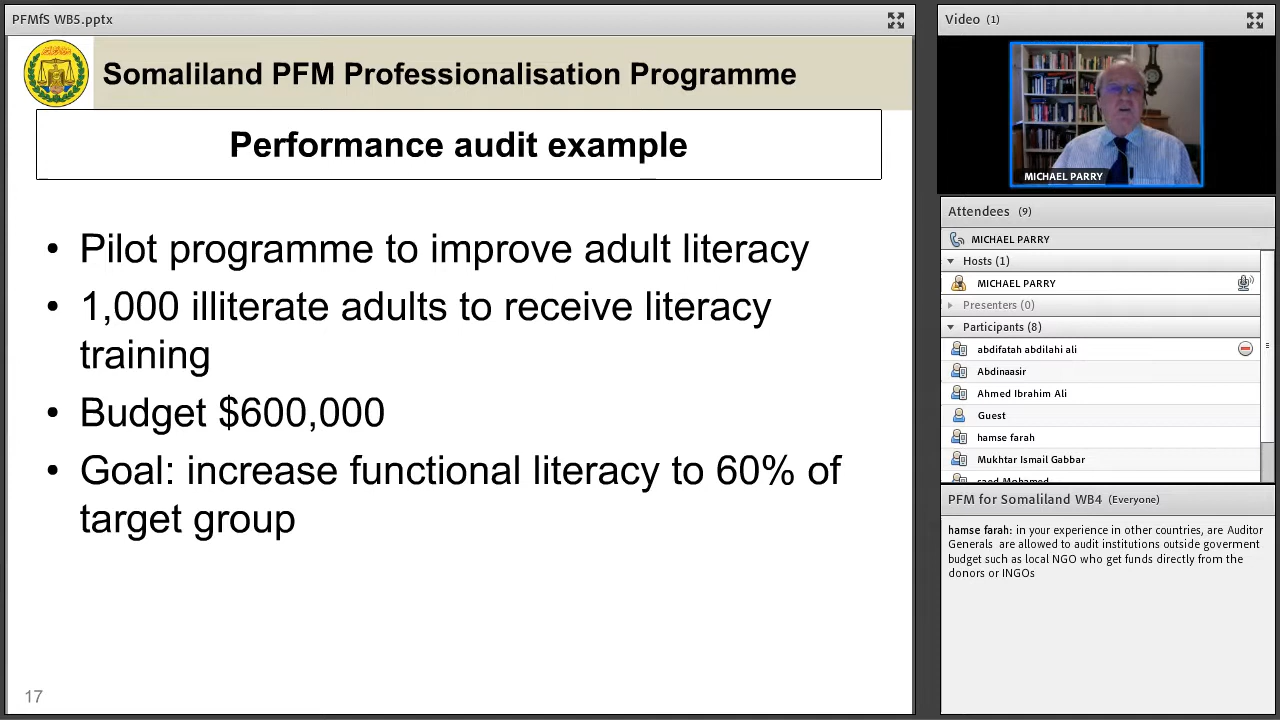 PFMfS WB5.pptx
Somaliland PFM Professionalisation Programme
Performance audit example
• Pilot programme to improve adult literacy
• 1,000 illiterate adults to receive literacy
training
• Budget $600,000
• Goal: increase functional literacy to 60% of
target group
17
Video (1)
MICHAEL PARRY
Attendees (9)
MICHAEL PARRY
Hosts (1)
MICHAEL PARRY
Presenters (0)
Participants (8)
abdifatah abdilahi ali
Abdinaasir
Ahmed Ibrahim Ali
Guest
hamse farah
Mukhtar Ismail Gabbar
saed Mohamed
PFM for Somaliland WB4 (Everyone)
hamse farah: in your experience in other countries, are Auditor
Generals are allowed to audit institutions outside goverment
budget such as local NGO who get funds directly from the
donors or INGOs